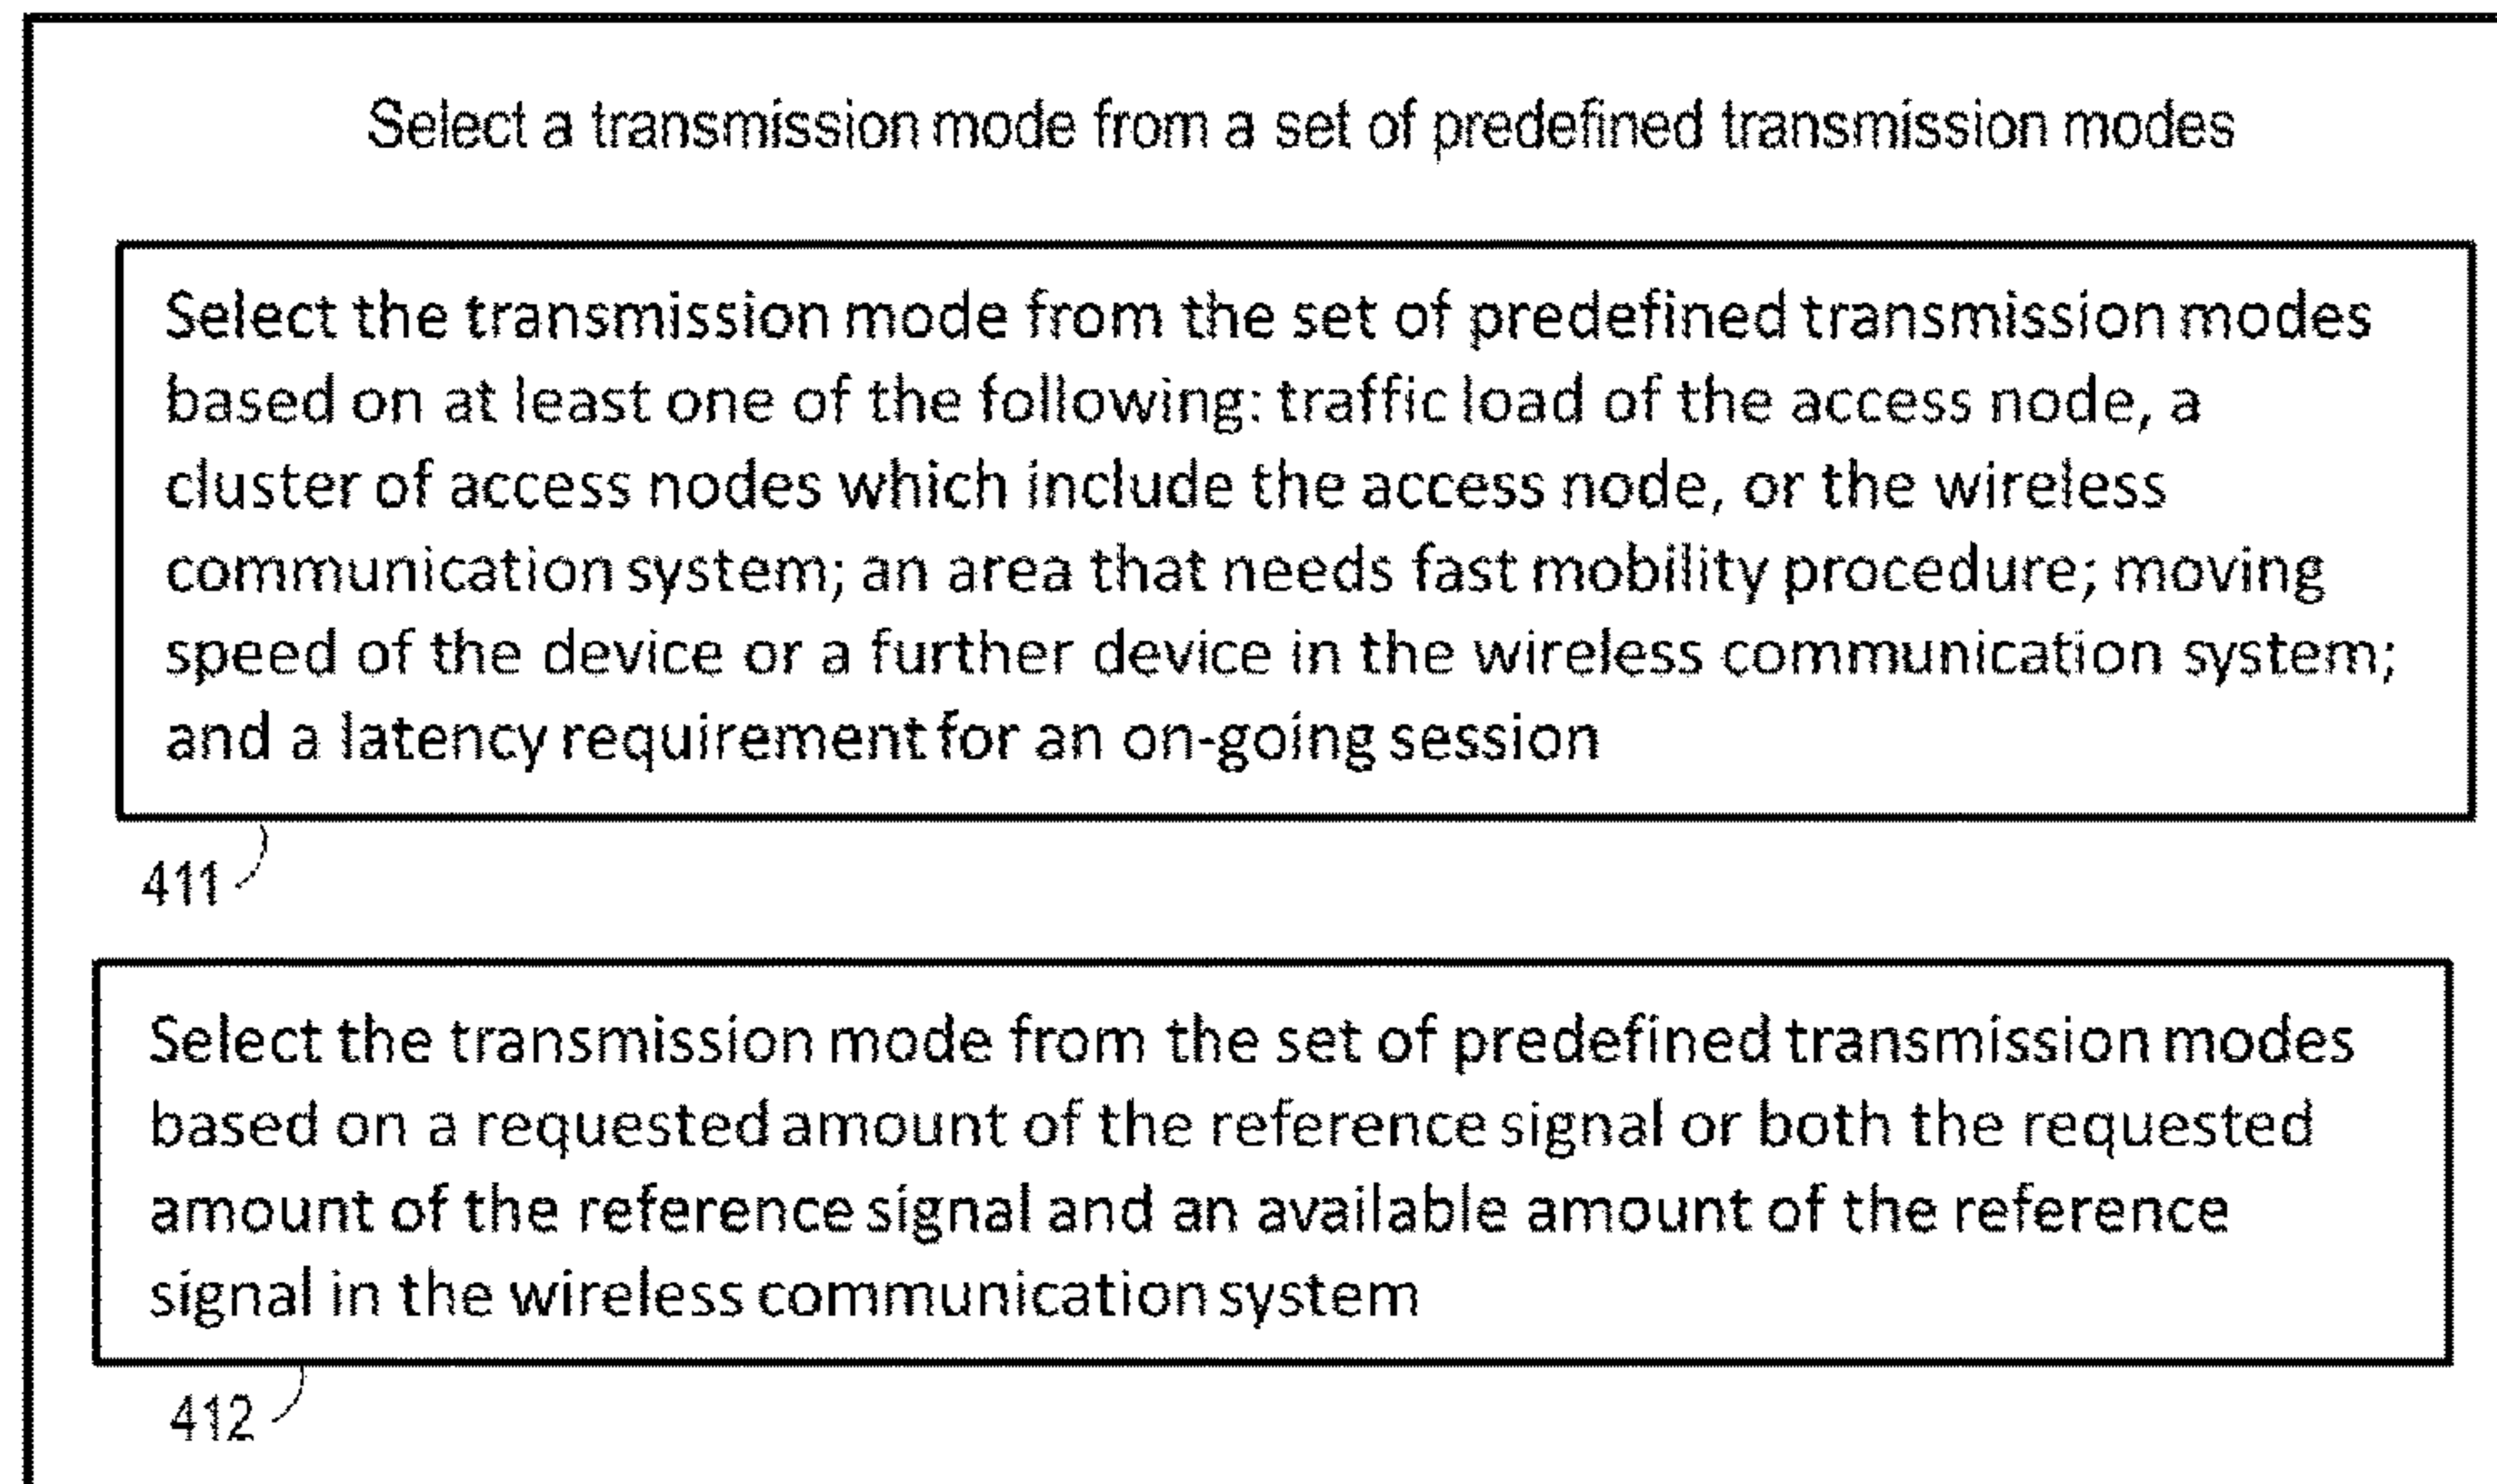 Select a transmission mode from a set of predefined transmission modes
Select the transmission mode from the set of predefined transmission modes
based on at least one of the following: traffic load of the access node, a
cluster of access nodes which include the access node, or the wireless
communication system; an area that needs fast mobility procedure; moving
speed of the device or a further device in the wireless communication system;
and a latency requirement for an on-going session
411
Select the transmission mode from the set of predefined transmission modes
based on a requested amount of the reference signal or both the requested
amount of the reference signal and an available amount of the reference
signal in the wireless communication system
412